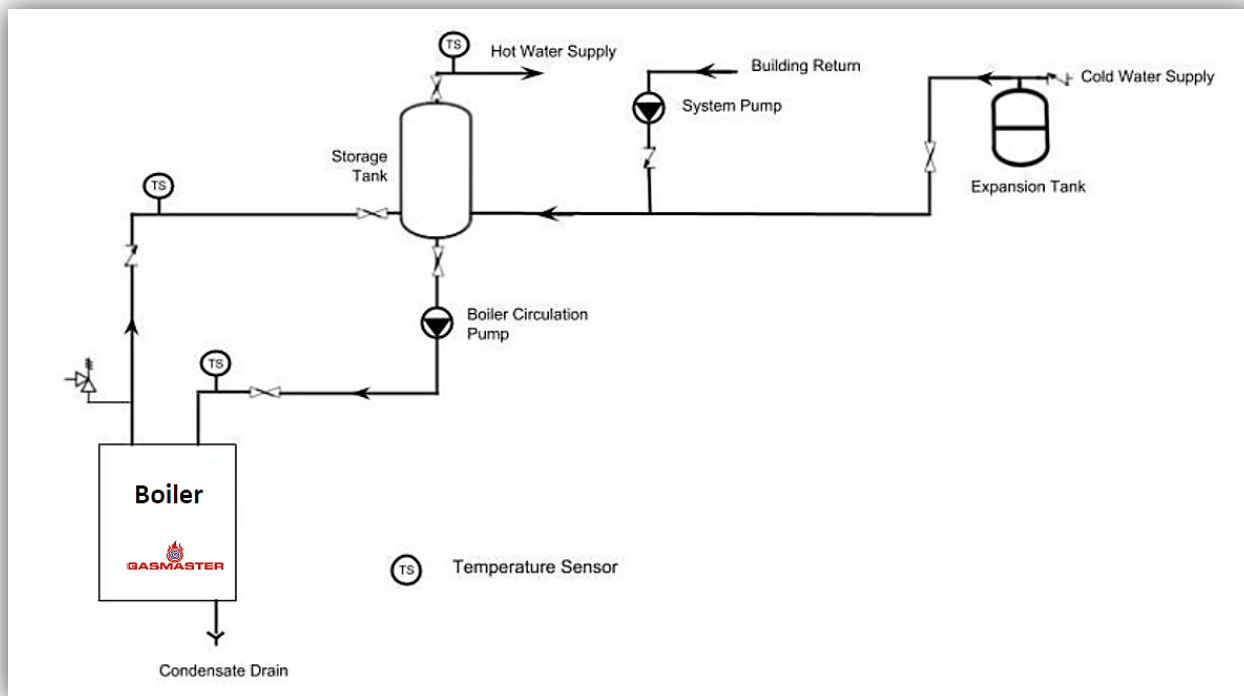 TS
Hot Water Supply
Building Return
Cold Water Supply
System Pump
Storage
Tank
Expansion Tank
TS
Boiler Circulation
Pump
TS
Boiler
GASMASTER
TS
Temperature Sensor
Condensate Drain